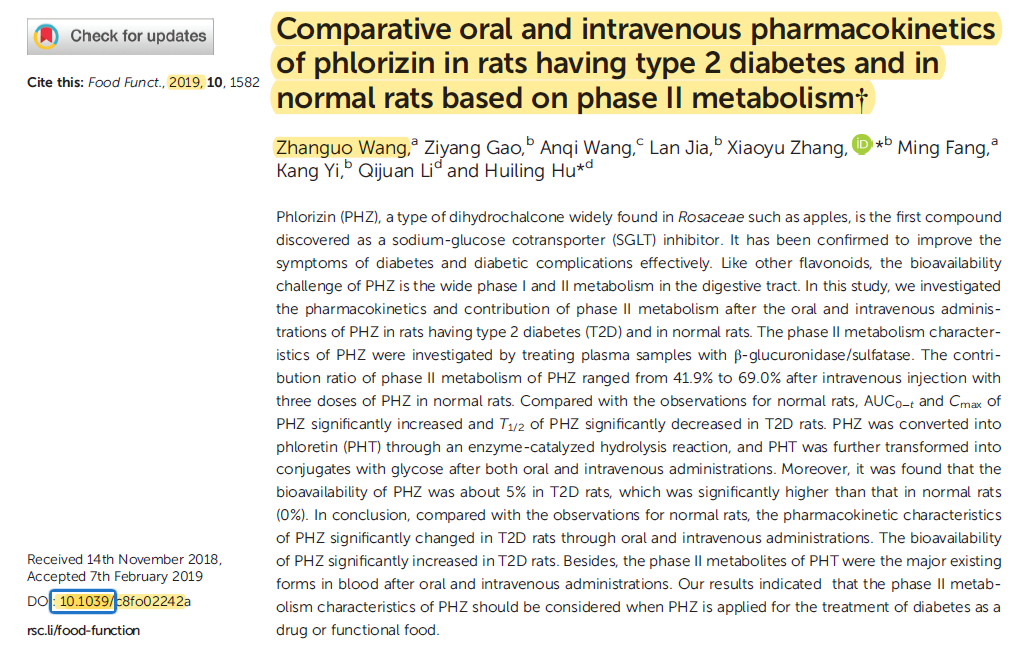 Check for updates
Cite this: Food Funct., 2019, 10, 1582
Comparative oral and intravenous pharmacokinetics
of phlorizin in rats having type 2 diabetes and in
normal rats based on phase II metabolism†
Zhanguo Wang,a Ziyang Gao,b Anqi Wang,c Lan Jia,b Xiaoyu Zhang, iD *b Ming Fang,a
Kang Yi,b Qijuan Lid and Huiling Hu*d
Phlorizin (PHZ), a type of dihydrochalcone widely found in Rosaceae such as apples, is the first compound
discovered as a sodium-glucose cotransporter (SGLT) inhibitor. It has been confirmed to improve the
symptoms of diabetes and diabetic complications effectively. Like other flavonoids, the bioavailability
challenge of PHZ is the wide phase I and II metabolism in the digestive tract. In this study, we investigated
the pharmacokinetics and contribution of phase II metabolism after the oral and intravenous adminis-
trations of PHZ in rats having type 2 diabetes (T2D) and in normal rats. The phase II metabolism character-
istics of PHZ were investigated by treating plasma samples with β-glucuronidase/sulfatase. The contri-
bution ratio of phase II metabolism of PHZ ranged from 41.9% to 69.0% after intravenous injection with
three doses of PHZ in normal rats. Compared with the observations for normal rats, AUC0−t and Cmax of
PHZ significantly increased and T1/2 of PHZ significantly decreased in T2D rats. PHZ was converted into
phloretin (PHT) through an enzyme-catalyzed hydrolysis reaction, and PHT was further transformed into
conjugates with glycose after both oral and intravenous administrations. Moreover, it was found that the
bioavailability of PHZ was about 5% in T2D rats, which was significantly higher than that in normal rats
(0%). In conclusion, compared with the observations for normal rats, the pharmacokinetic characteristics
of PHZ significantly changed in T2D rats through oral and intravenous administrations. The bioavailability
of PHZ significantly increased in T2D rats. Besides, the phase II metabolites of PHT were the major existing
forms in blood after oral and intravenous administrations. Our results indicated that the phase II metab-
olism characteristics of PHZ should be considered when PHZ is applied for the treatment of diabetes as a
drug or functional food.
Received 14th November 2018,
Accepted 7th February 2019
DOI: 10.1039/c8fo02242a
rsc.li/food-function